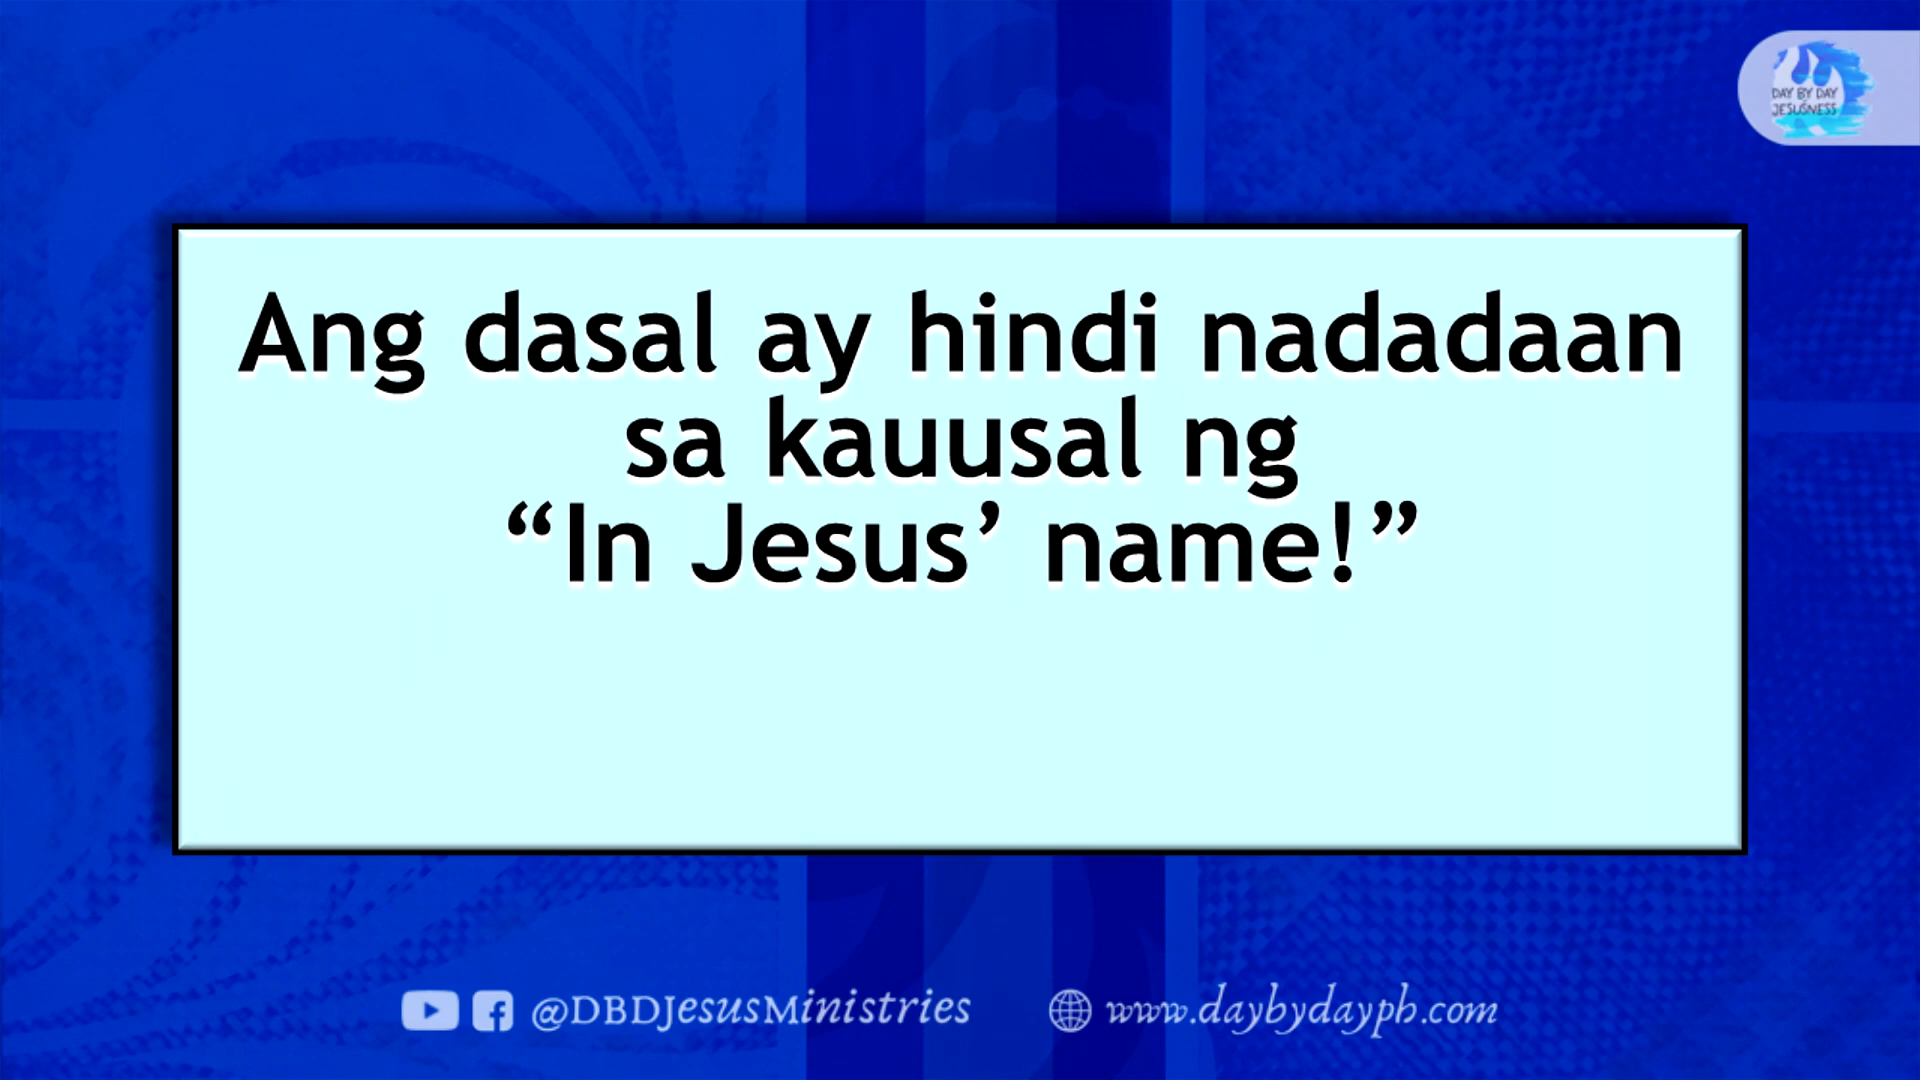 DAY BY DAY
JESUSNESS
Ang dasal ay hindi nadadaan
sa kauusal ng
“In Jesus’ name!”
@DBDJesusMinistries
www.daybydayph.com